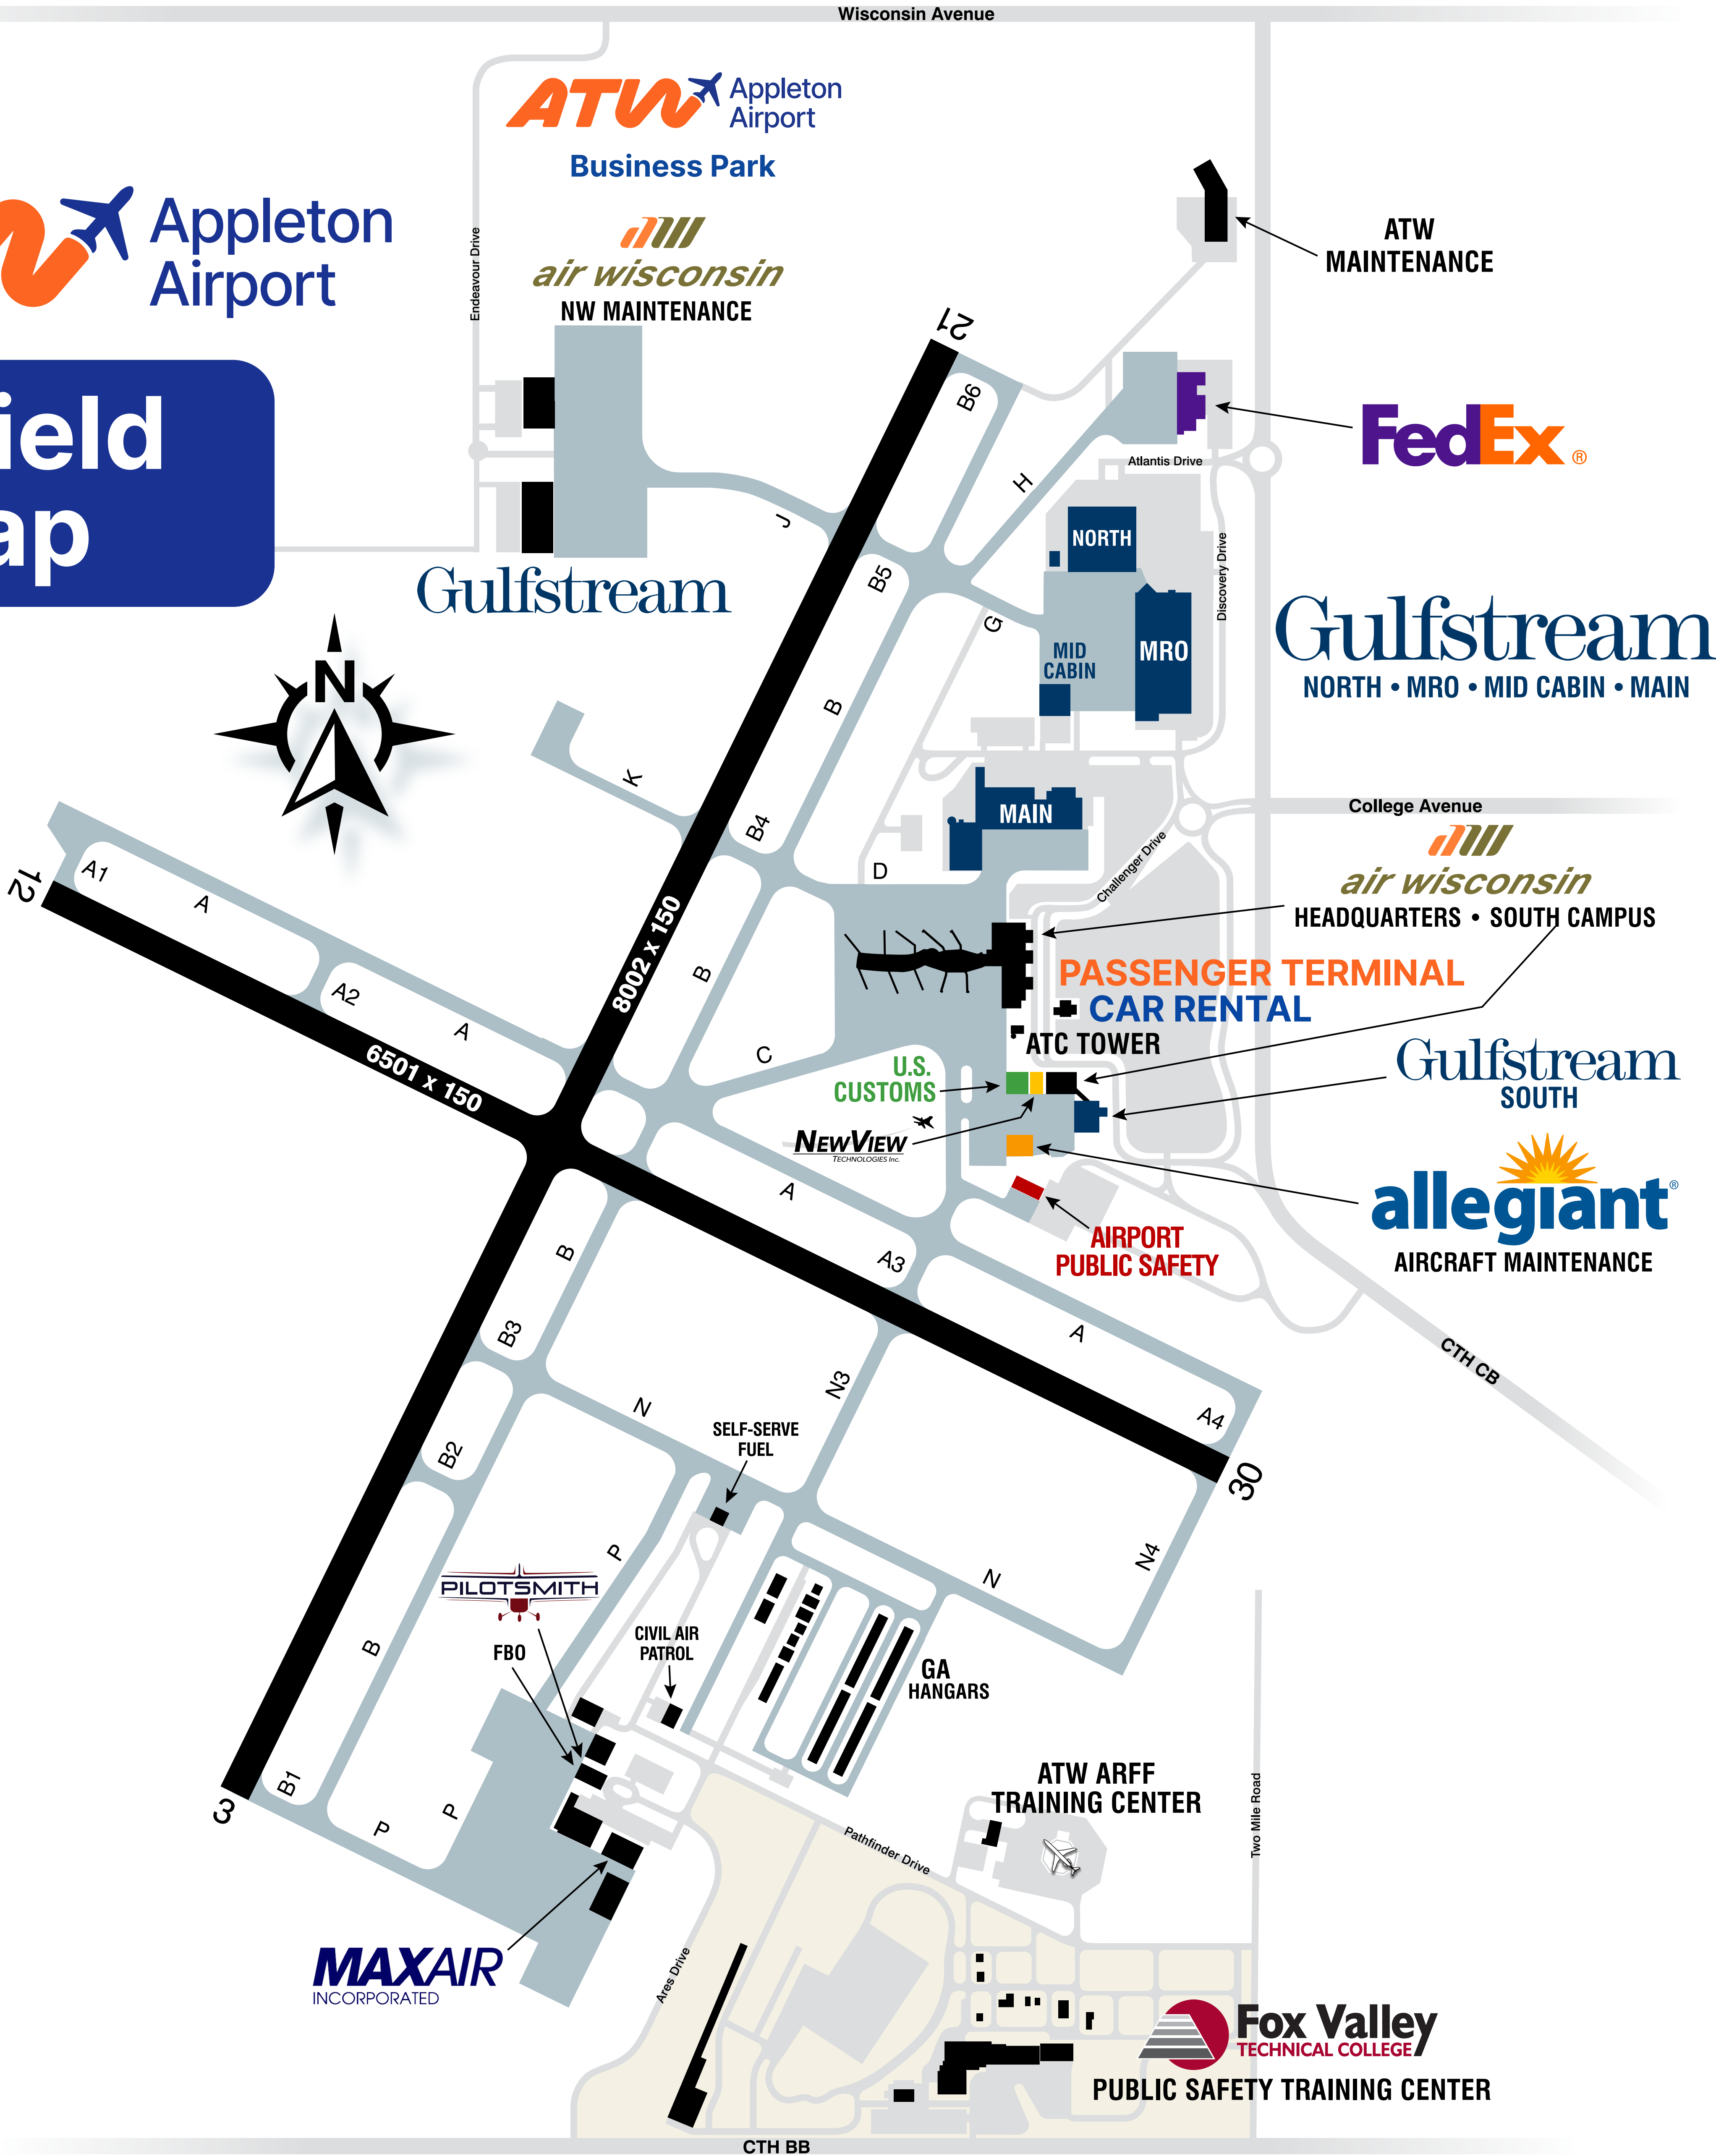 Wisconsin Avenue
ATW Appleton
Airport
Business Park
Appleton
Airport
Endeavour Drive
air wisconsin
NW MAINTENANCE
ATW
MAINTENANCE
21
B6
FedEx®
ield
ap
Atlantis Drive
H
J
NORTH
B5
Discovery Drive
Gulfstream
G
MID
CABIN
MRO
Gulfstream
NORTH • MRO • MID CABIN • MAIN
N
B
K
B4
MAIN
College Avenue
Challenger Drive
D
12
A1
A
air wisconsin
HEADQUARTERS • SOUTH CAMPUS
8002 x 150
B
A2
A
PASSENGER TERMINAL
CAR RENTAL
ATC TOWER
C
6501 x 150
U.S.
CUSTOMS
Gulfstream
SOUTH
NEWVIEW
TECHNOLOGIES Inc.
A
allegiant®
AIRCRAFT MAINTENANCE
AIRPORT
PUBLIC SAFETY
B
A3
B3
A
CTH CB
N3
N
A4
SELF-SERVE
FUEL
B2
30
P
N4
N
PILOTSMITH
FBO
CIVIL AIR
PATROL
B
GA
HANGARS
ATW ARFF
TRAINING CENTER
B1
3
P
P
Pathfinder Drive
Two Mile Road
MAXAIR
INCORPORATED
Ares Drive
Fox Valley
TECHNICAL COLLEGE
PUBLIC SAFETY TRAINING CENTER
CTH BB